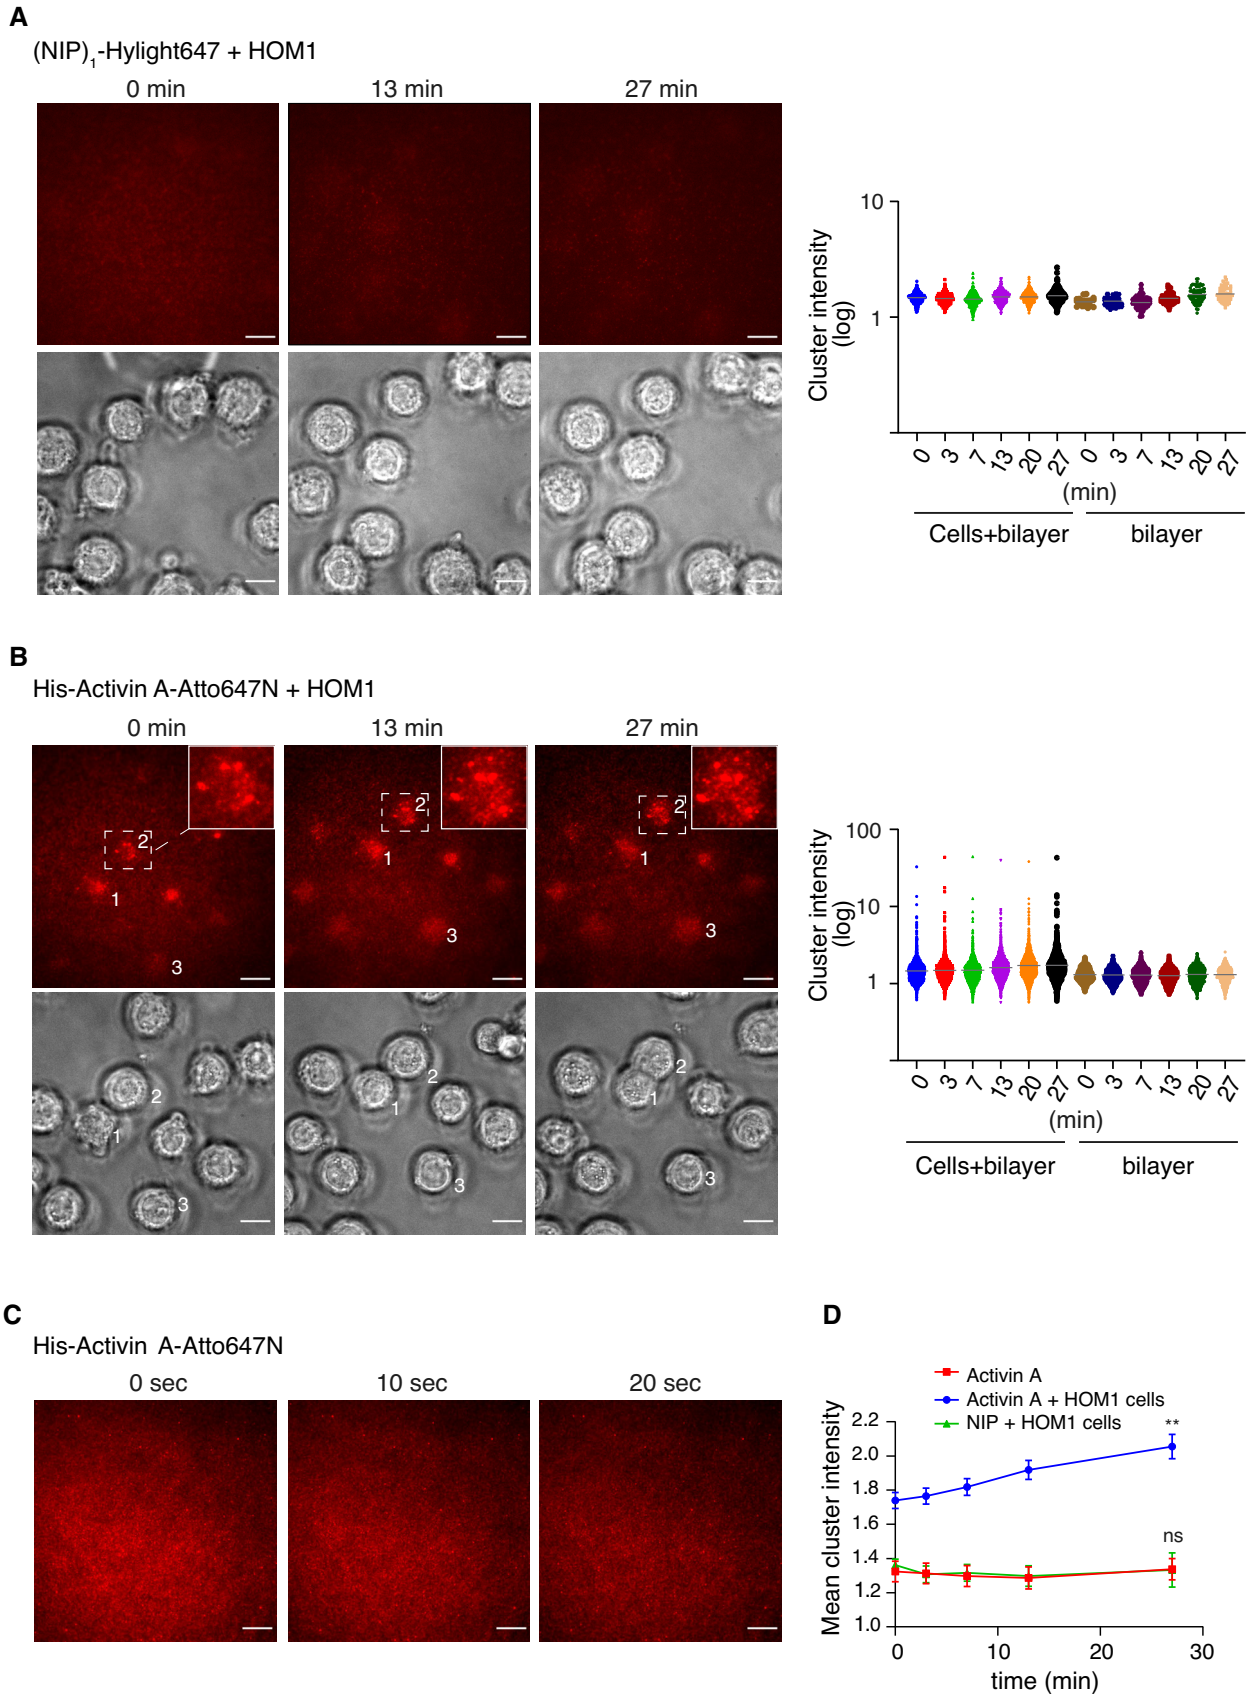 A
(NIP)1-Hylight647 + HOM1
0 min 13 min 27 min
10
1
Cluster intensity
(log)
0 3 7 13 20 27 0 3 7 13 20 27
(min)
Cells+bilayer bilayer
B
His-Activin A-Atto647N + HOM1
0 min 13 min 27 min
2 2 2
1 1 1
3 3 3
100
10
1
Cluster intensity
(log)
2 2 2
1 1 1
3 3 3
0 3 7 13 20 27 0 3 7 13 20 27
(min)
Cells+bilayer bilayer
C
His-Activin A-Atto647N
0 sec 10 sec 20 sec
D
Activin A
Activin A + HOM1 cells
NIP + HOM1 cells
2.2
2.0
1.8
1.6
1.4
1.2
1.0
Mean cluster intensity
**
ns
0 10 20 30
time (min)